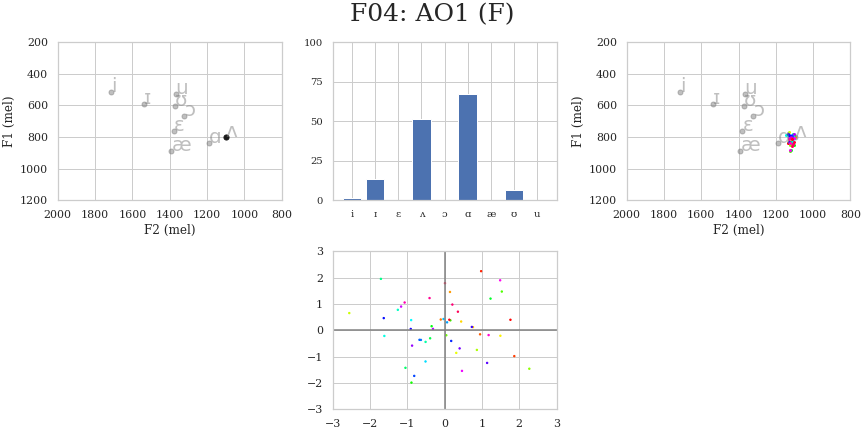 F04: AO1 (F)
200
400
600
800
1000
1200
F1 (mel)
2000 1800 1600 1400 1200 1000 800
F2 (mel)
i
ɪ
u
ʊ
ɔ
ɛ
æ
ɑ
ʌ
100
75
50
25
0
i ɪ ɛ ʌ ɔ ɑ æ ʊ u
200
400
600
800
1000
1200
F1 (mel)
2000 1800 1600 1400 1200 1000 800
F2 (mel)
i
ɪ
u
ʊ
ɔ
ɛ
æ
ɑ
ʌ
3
2
1
0
−1
−2
−3
−3 −2 −1 0 1 2 3